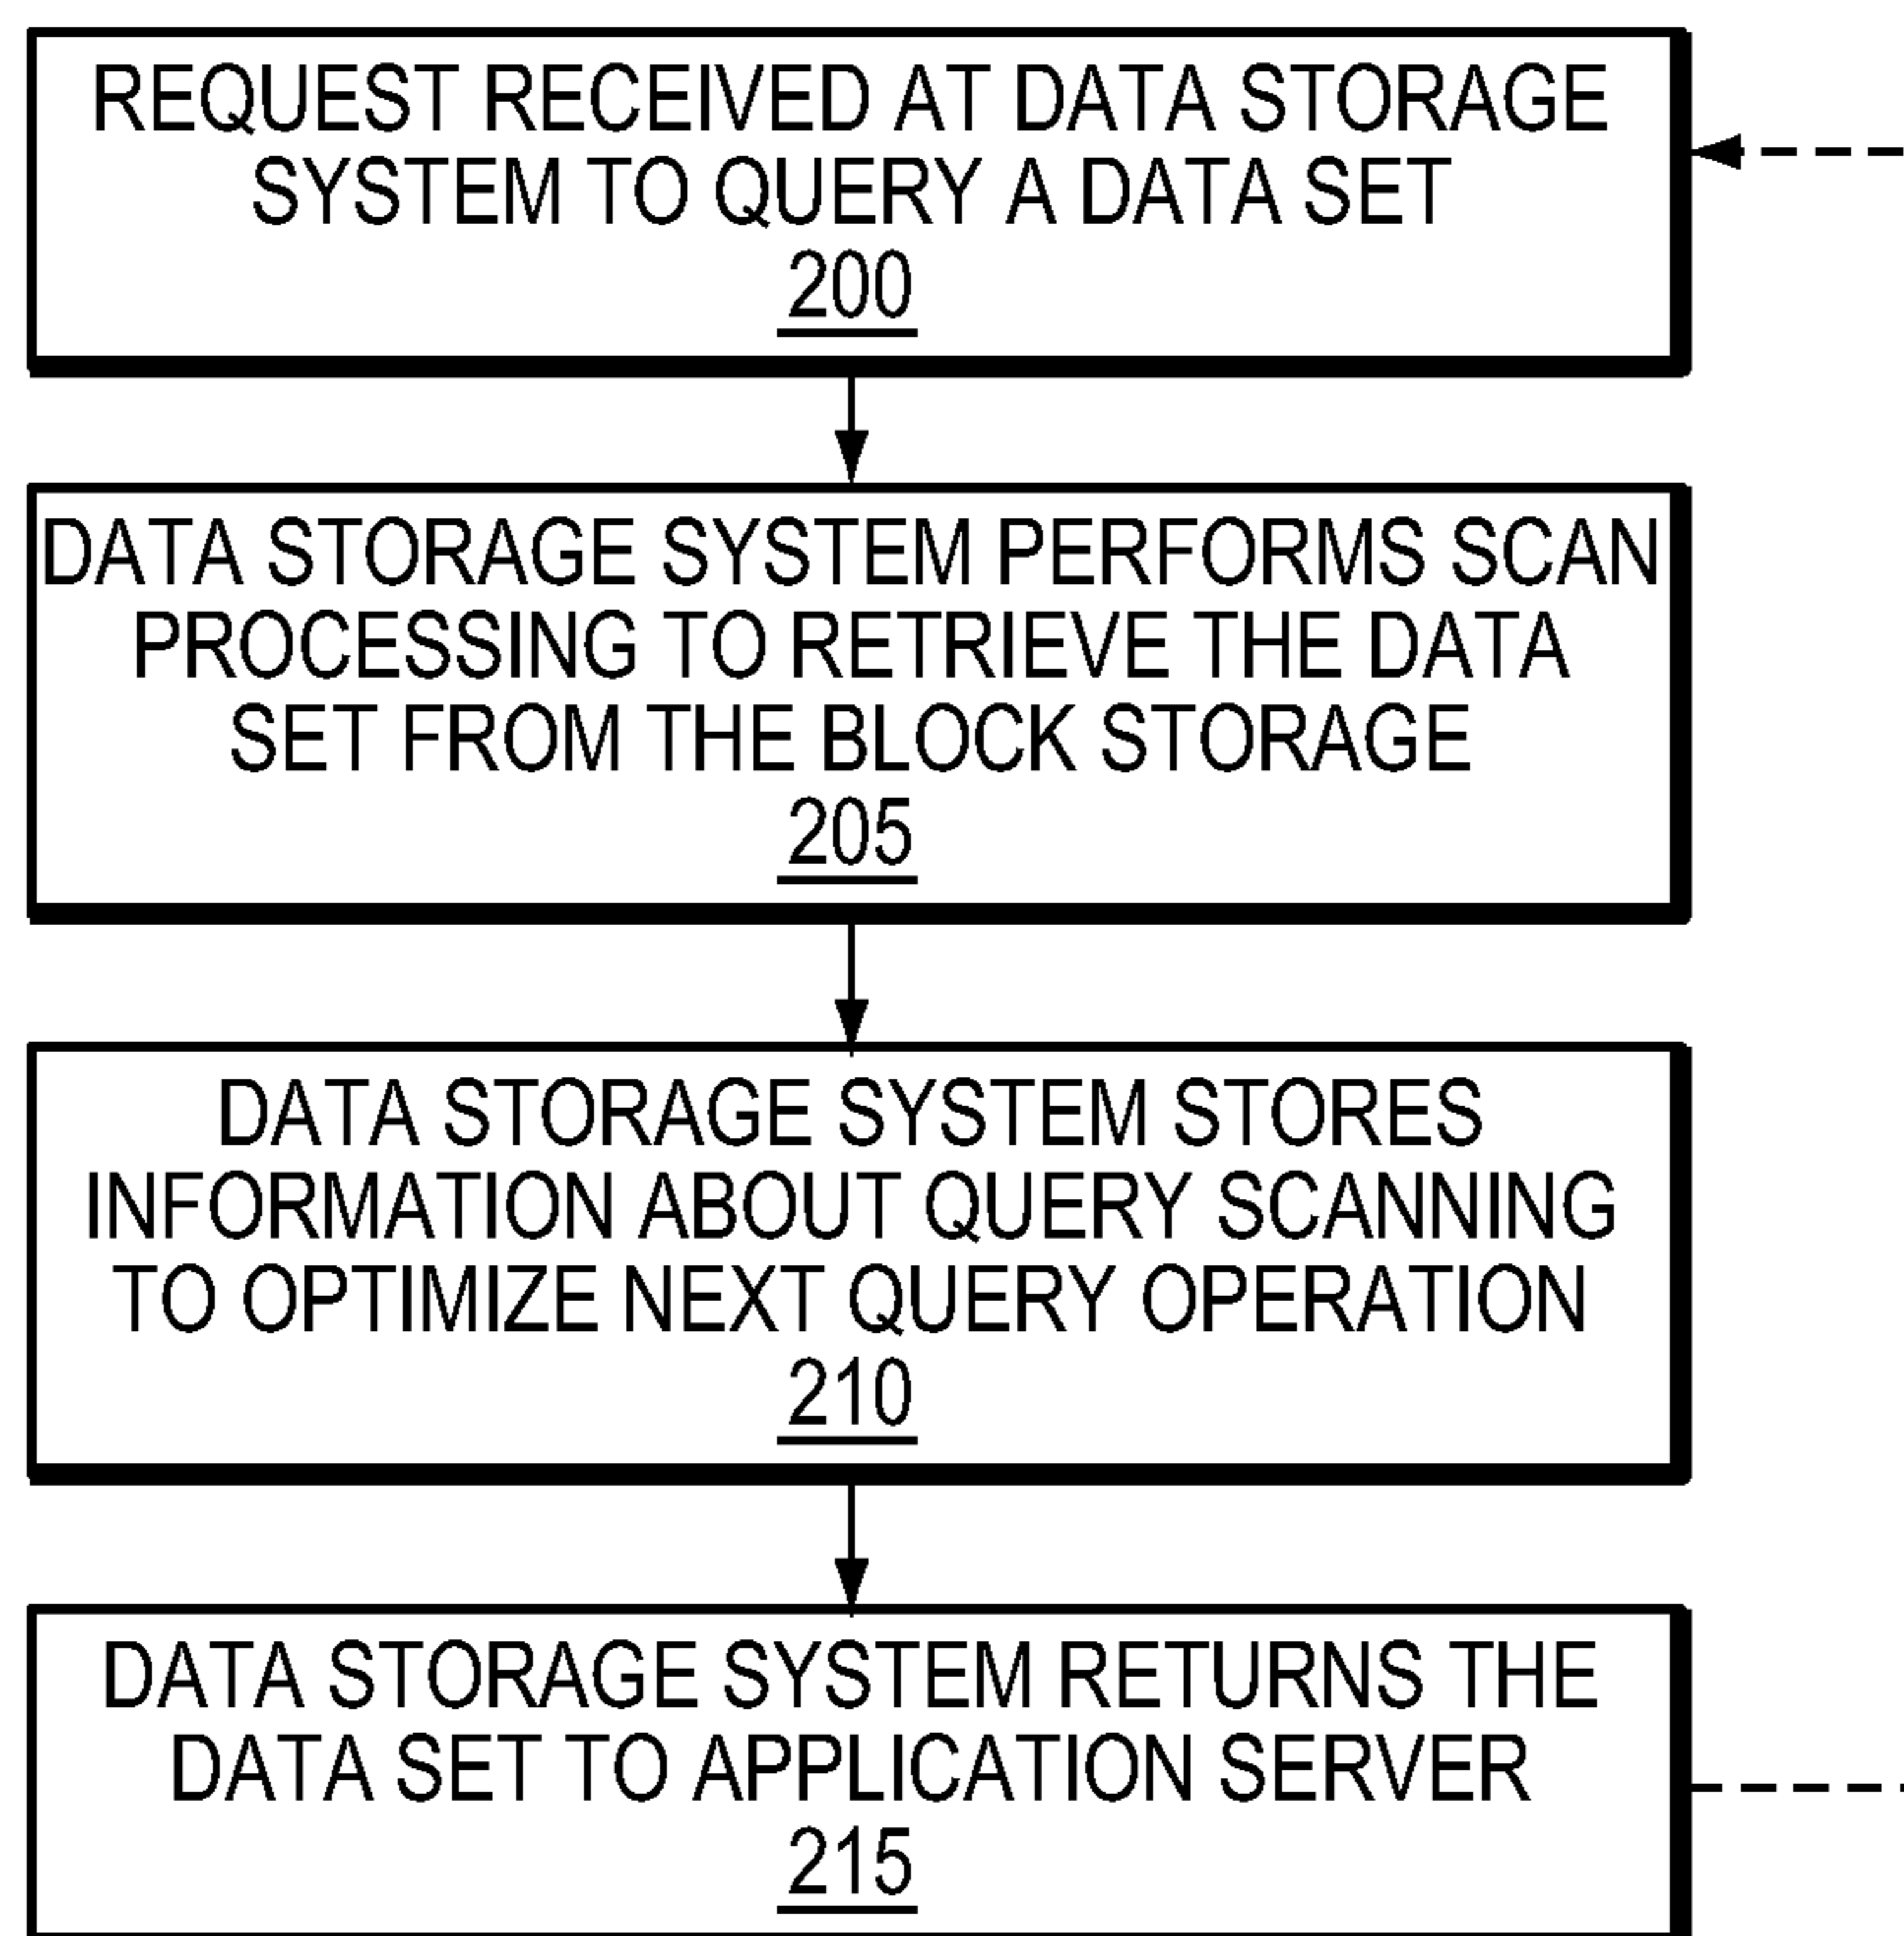 REQUEST RECEIVED AT DATA STORAGE
SYSTEM TO QUERY A DATA SET
200
DATA STORAGE SYSTEM PERFORMS SCAN
PROCESSING TO RETRIEVE THE DATA
SET FROM THE BLOCK STORAGE
205
DATA STORAGE SYSTEM STORES
INFORMATION ABOUT QUERY SCANNING
TO OPTIMIZE NEXT QUERY OPERATION
210
DATA STORAGE SYSTEM RETURNS THE
DATA SET TO APPLICATION SERVER
215